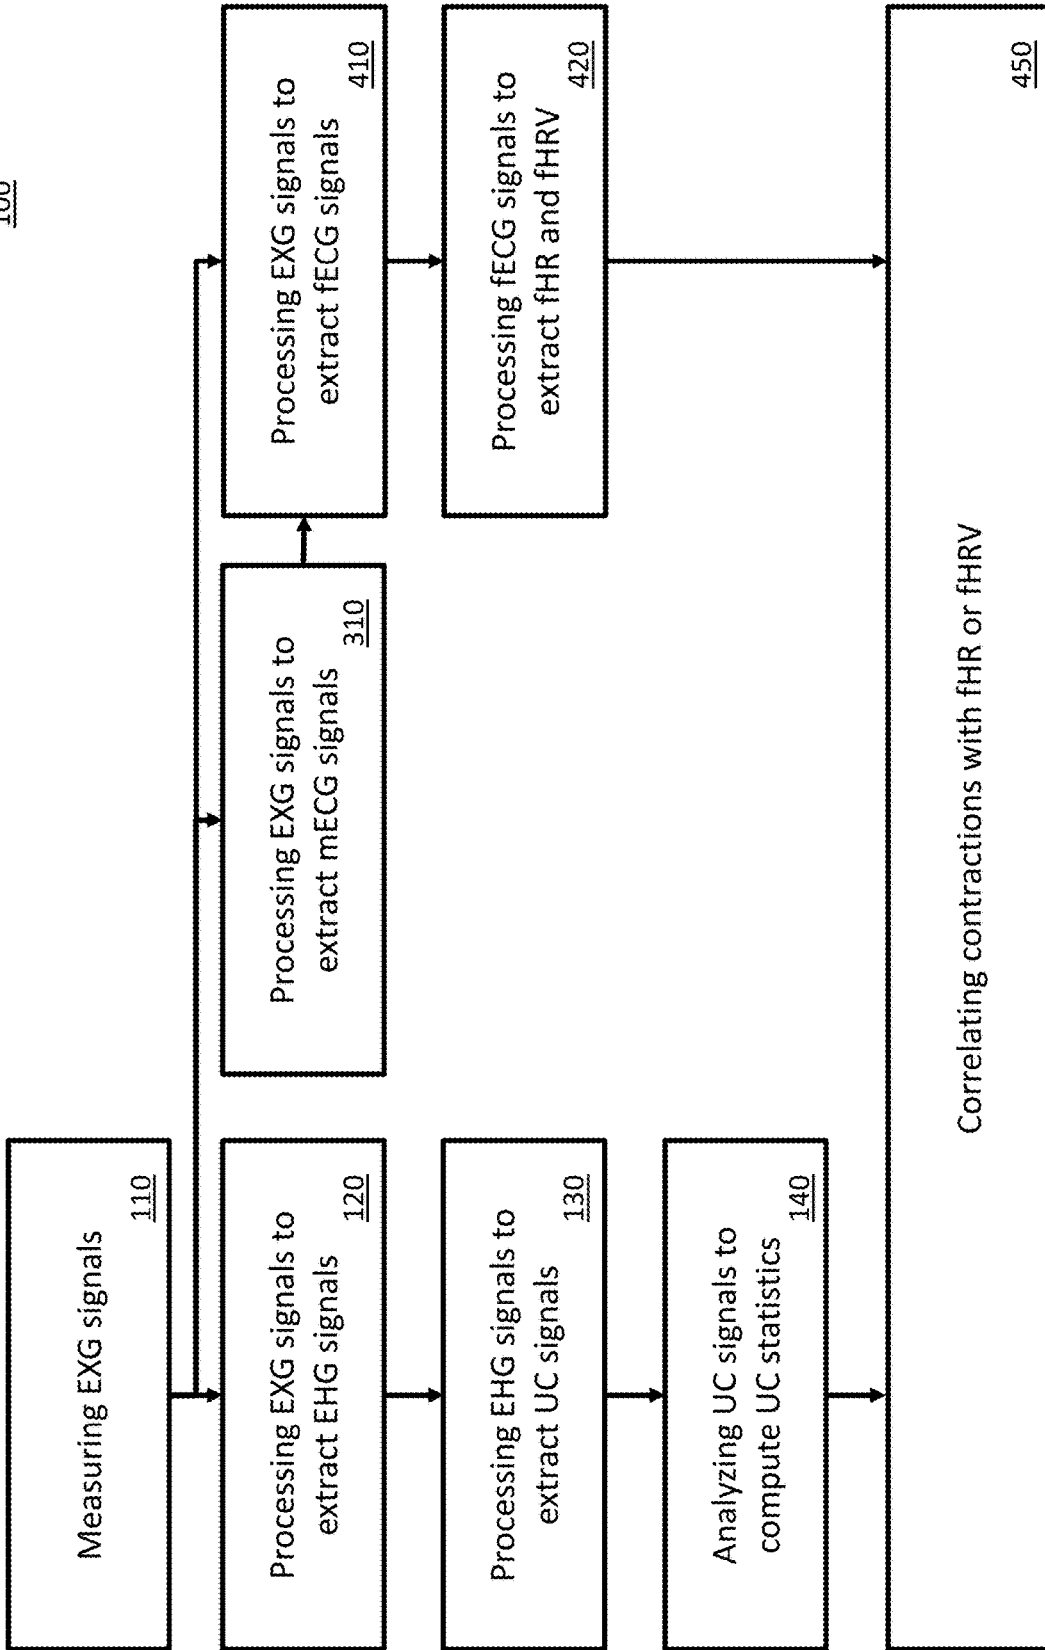 100
Measuring EXG signals
110
Processing EXG signals to
extract EHG signals
120
Processing EXG signals to
extract mECG signals
310
Processing EXG signals to
extract fECG signals
410
Processing EHG signals to
extract UC signals
130
Processing fECG signals to
extract fHR and fHRV
420
Analyzing UC signals to
compute UC statistics
140
Correlating contractions with fHR or fHRV
450